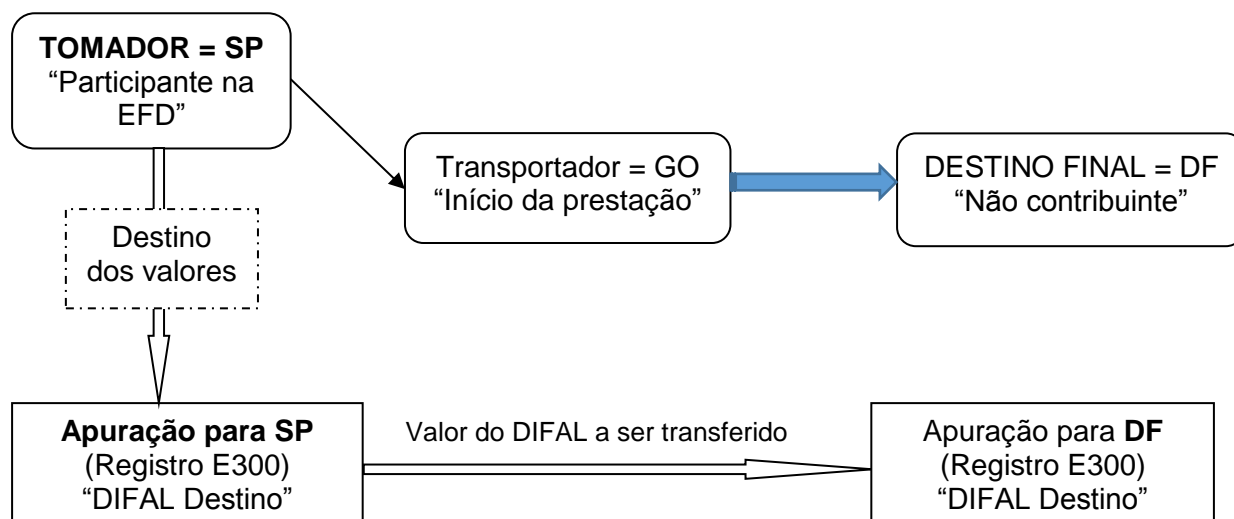 TOMADOR = SP
“Participante na
EFD”
Transportador = GO
“Início da prestação”
DESTINO FINAL = DF
“Não contribuinte”
Destino
dos valores
Apuração para SP
(Registro E300)
“DIFAL Destino”
Valor do DIFAL a ser transferido
Apuração para DF
(Registro E300)
“DIFAL Destino”